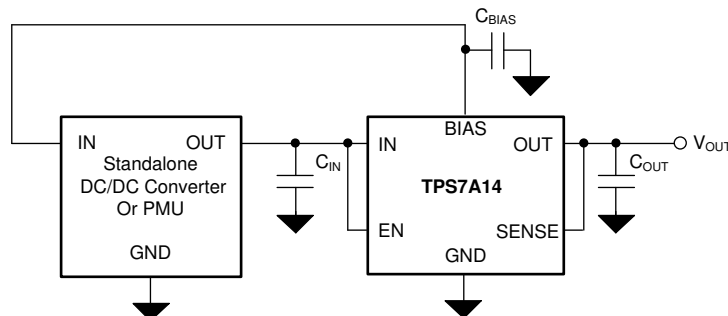 CBIAS
IN
OUT
Standalone
DC/DC Converter
Or PMU
GND
CIN
IN
BIAS
OUT
TPS7A14
EN
SENSE
GND
COUT
VOUT